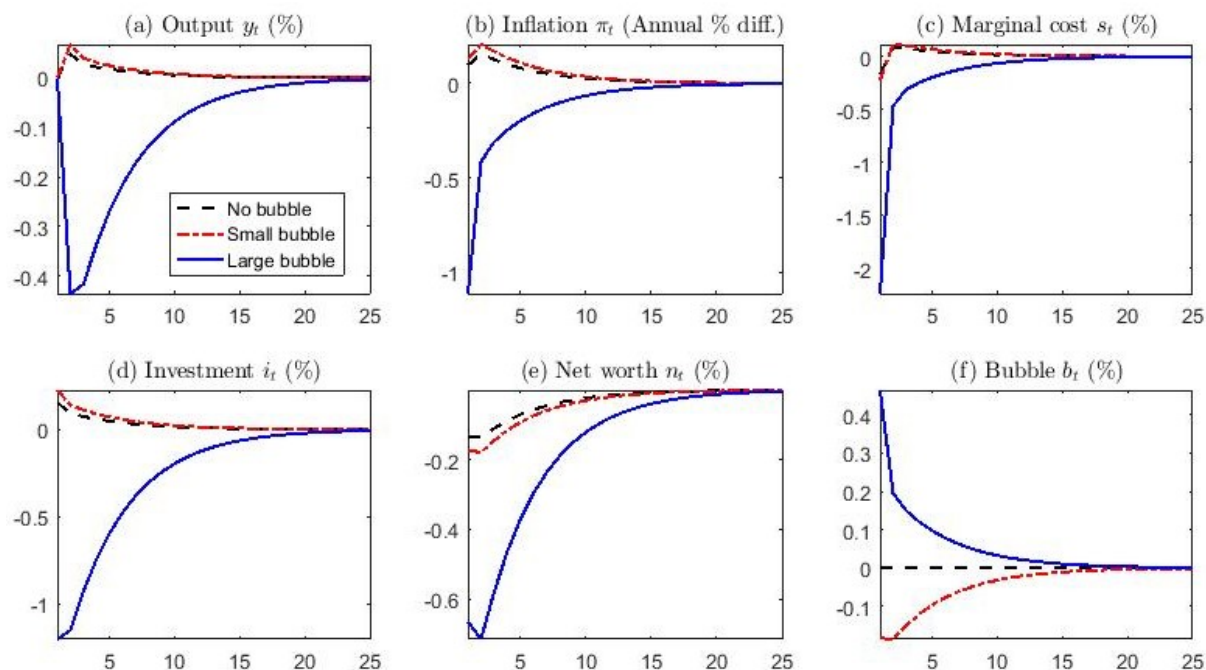 (a) Output y_t (%)
0
-0.1
-0.2
-0.3
-0.4
No bubble
Small bubble
Large bubble
5 10 15 20 25
(b) Inflation π_t (Annual % diff.)
0
-0.5
-1
5 10 15 20 25
(c) Marginal cost s_t (%)
0
-0.5
-1
-1.5
-2
5 10 15 20 25
(d) Investment i_t (%)
0
-0.5
-1
5 10 15 20 25
(e) Net worth n_t (%)
-0.2
-0.4
-0.6
5 10 15 20 25
(f) Bubble b_t (%)
0.4
0.3
0.2
0.1
0
-0.1
5 10 15 20 25